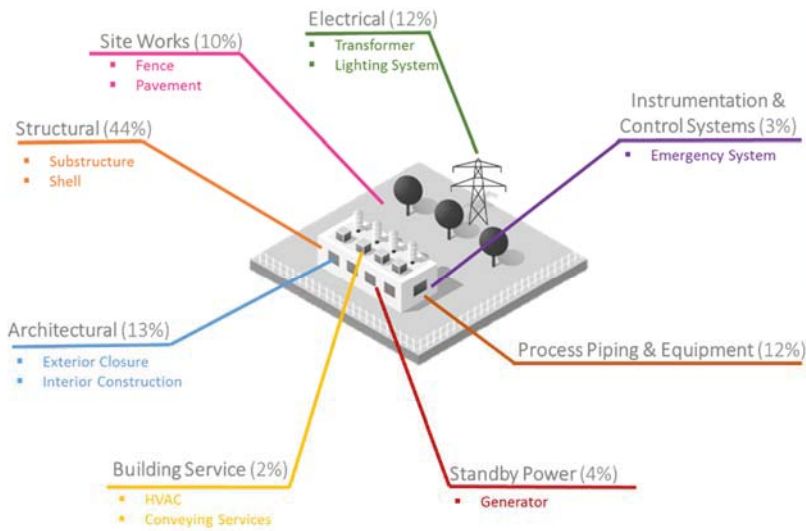 Electrical (12%)
▪ Transformer
▪ Lighting System
Site Works (10%)
▪ Fence
▪ Pavement
Instrumentation &
Control Systems (3%)
▪ Emergency System
Structural (44%)
▪ Substructure
▪ Shell
Architectural (13%)
▪ Exterior Closure
▪ Interior Construction
Process Piping & Equipment (12%)
Building Service (2%)
▪ HVAC
▪ Conveying Services
Standby Power (4%)
▪ Generator